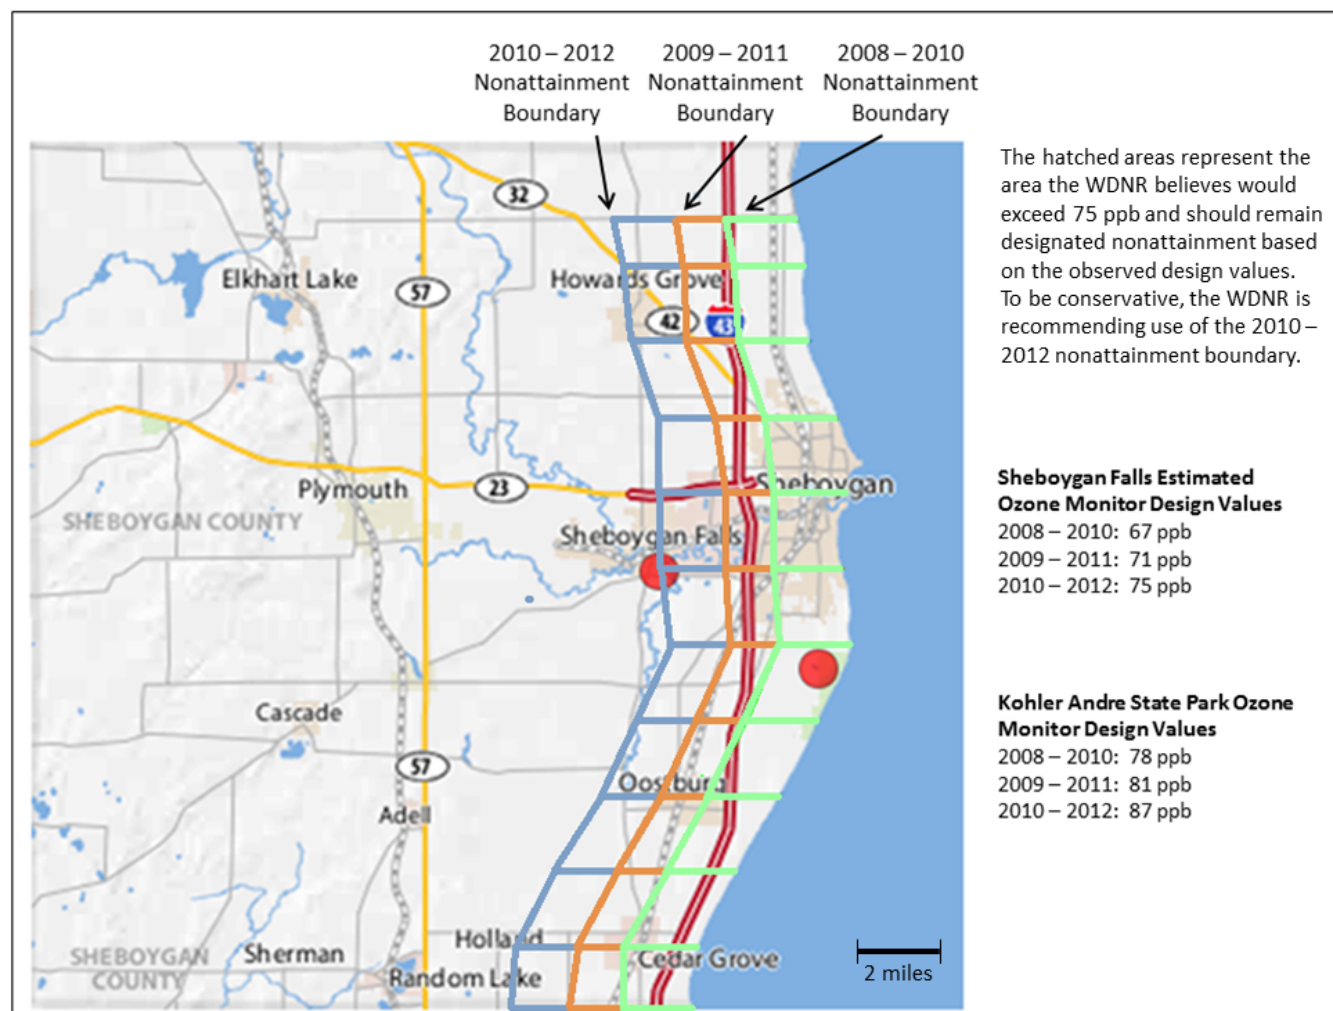 2010 – 2012
Nonattainment
Boundary
2009 – 2011
Nonattainment
Boundary
2008 – 2010
Nonattainment
Boundary
The hatched areas represent the
area the WDNR believes would
exceed 75 ppb and should remain
designated nonattainment based
on the observed design values.
To be conservative, the WDNR is
recommending use of the 2010 –
2012 nonattainment boundary.
32
Elkhart Lake
Howards Grove
57
42
43
Sheboygan
23
Plymouth
SHEBOYGAN COUNTY
Sheboygan Falls
Sheboygan Falls Estimated
Ozone Monitor Design Values
2008 – 2010: 67 ppb
2009 – 2011: 71 ppb
2010 – 2012: 75 ppb
Cascade
57
Oostburg
Adell
Kohler Andre State Park Ozone
Monitor Design Values
2008 – 2010: 78 ppb
2009 – 2011: 81 ppb
2010 – 2012: 87 ppb
Holland
SHEBOYGAN
COUNTY
Sherman
Random Lake
Cedar Grove
2 miles